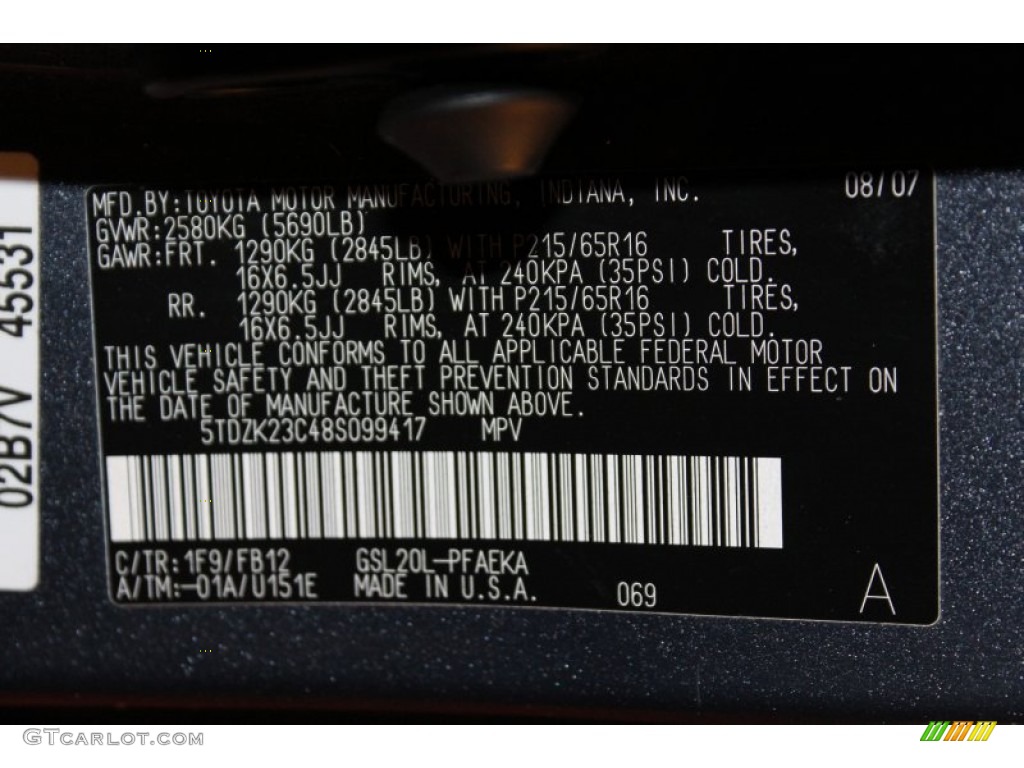 MFD.BY:TOYOTA MOTOR MANUFACTURING, INDIANA, INC. 08/07
GVWR:2580KG (5690LB)
GAWR:FRT. 1290KG (2845LB) WITH P215/65R16 TIRES,
16X6.5JJ RIMS, AT 240KPA (35PSI) COLD.
RR. 1290KG (2845LB) WITH P215/65R16 TIRES,
16X6.5JJ RIMS, AT 240KPA (35PSI) COLD.
THIS VEHICLE CONFORMS TO ALL APPLICABLE FEDERAL MOTOR
VEHICLE SAFETY AND THEFT PREVENTION STANDARDS IN EFFECT ON
THE DATE OF MANUFACTURE SHOWN ABOVE.
5TDZK23C48S099417 MPV
C/TR:1F9/FB12 GSL20L-PFAEKA
A/TM:-01A/U151E MADE IN U.S.A. 069 A
02B7V 45531
GTCARLOT.COM